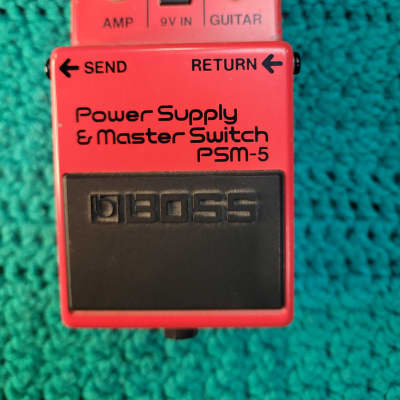 AMP 9V IN GUITAR
← SEND RETURN ←
Power Supply
& Master Switch
PSM-5
BOSS